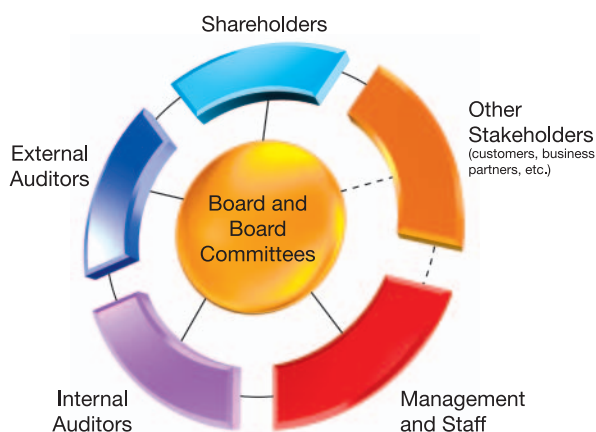 Shareholders
Other
Stakeholders
(customers, business
partners, etc.)
External
Auditors
Board and
Board
Committees
Internal
Auditors
Management
and Staff